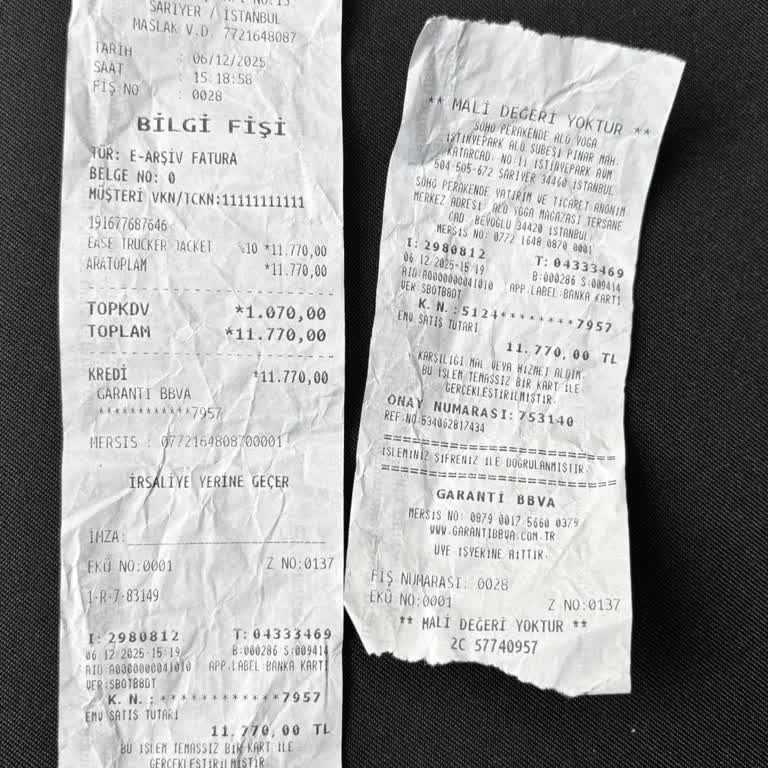 SARIYER / İSTANBUL
MASLAK V.D. 7721648087
TARİH : 06/12/2025
SAAT : 15:18:58
FİŞ NO : 0028
BİLGİ FİŞİ
TÜR: E-ARŞİV FATURA
BELGE NO: 0
MÜŞTERİ VKN/TCKN:11111111111
191677687646
EASE TRUCKER JACKET %10 *11.770,00
ARATOPLAM *11.770,00
TOPKDV *1.070,00
TOPLAM *11.770,00
KREDİ *11.770,00
GARANTI BBVA
************7957
MERSIS : 0772164808700001
İRSALİYE YERİNE GEÇER
İMZA:
EKÜ NO:0001 Z NO:0137
1-R-7-83149
I: 2980812 T: 04333469
06.12.2025-15:19 B:000286 S:009414
AID:A0000000041010 APP.LABEL:BANKA KARTI
VER:SBOTB8DT
K. N.: ************7957
EMV SATIŞ TUTARI
11.770,00 TL
BU İŞLEM TEMASSIZ BİR KART İLE
GERÇEKLEŞTİRİLMİŞTİR
** MALİ DEĞERİ YOKTUR **
SOHO PERAKENDE ALO YOGA
İSTİNYEPARK ALO ŞUBESİ PINAR MAH.
KATARCAD. NO:11 İSTİNYEPARK AVM
504-505-672 SARIYER 34460 İSTANBUL
SOHO PERAKENDE YATIRIM VE TİCARET ANONİM
MERKEZ ADRESİ ALO YOGA MAĞAZASI TERSANE
CAD. BEYOĞLU 34420 İSTANBUL
MERSIS NO: 0772 1648 0870 0001
I: 2980812 T: 04333469
06.12.2025-15:19 B:000286 S:009414
AID:A0000000041010 APP.LABEL:BANKA KARTI
VER:SBOTB8DT
K. N.: 5124********7957
EMV SATIŞ TUTARI
11.770,00 TL
KARŞILIĞI MAL VEYA HİZMET ALDIM.
BU İŞLEM TEMASSIZ BİR KART İLE
GERÇEKLEŞTİRİLMİŞTİR.
ONAY NUMARASI: 753140
REF.NO:534062817434
İŞLEMİNİZ ŞİFRENİZ İLE DOĞRULANMIŞTIR.
GARANTİ BBVA
MERSIS NO: 0879 0017 5660 0379
WWW.GARANTIBBVA.COM.TR
ÜYE İŞYERİNE AİTTİR.
FİŞ NUMARASI: 0028
EKÜ NO:0001 Z NO:0137
** MALİ DEĞERİ YOKTUR **
2C 57740957